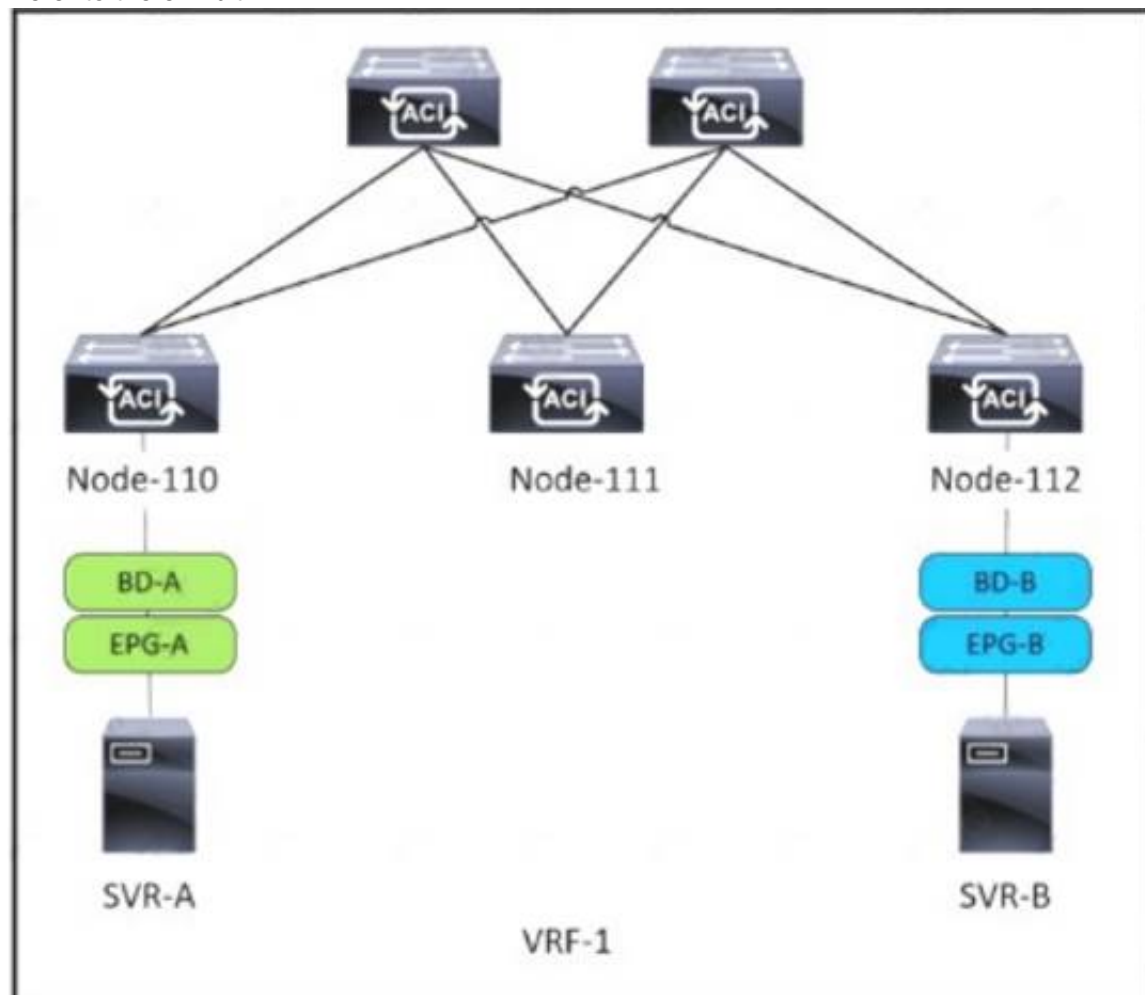 ACI ACI
ACI ACI ACI
Node-110 Node-111 Node-112
BD-A BD-B
EPG-A EPG-B
SVR-A SVR-B
VRF-1